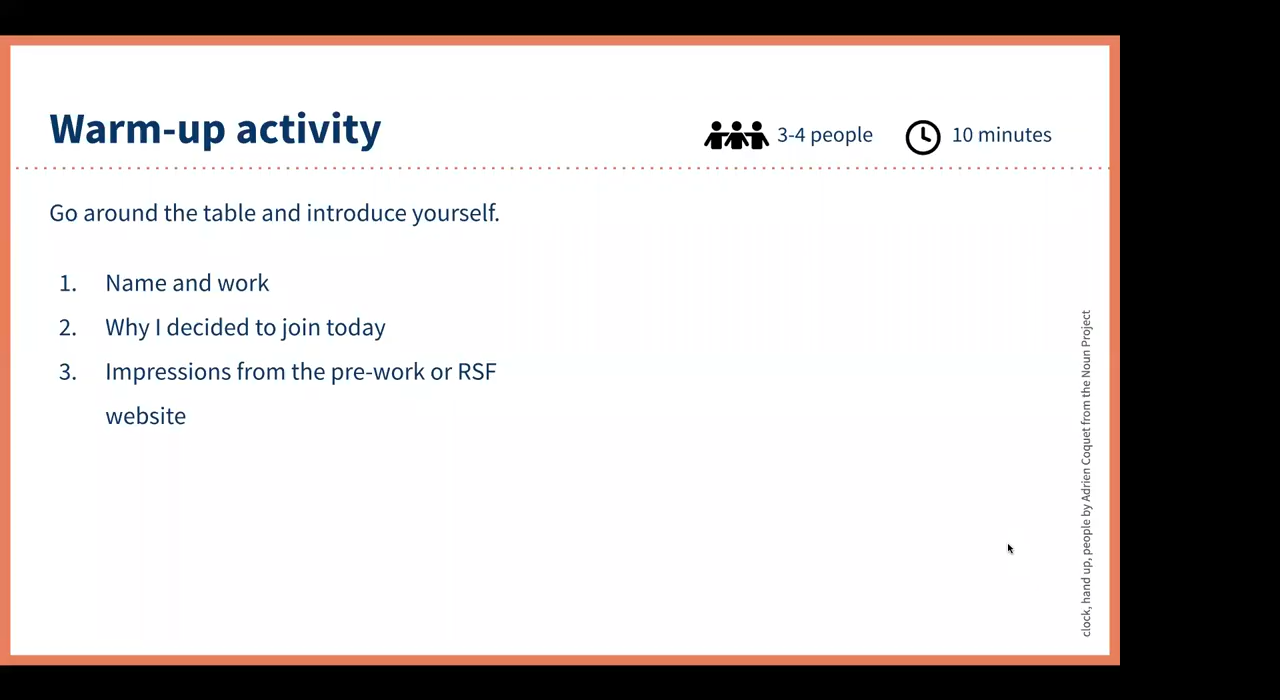 Warm-up activity
3-4 people
10 minutes
Go around the table and introduce yourself.
1. Name and work
2. Why I decided to join today
3. Impressions from the pre-work or RSF
website
clock, hand up, people by Adrien Coquet from the Noun Project